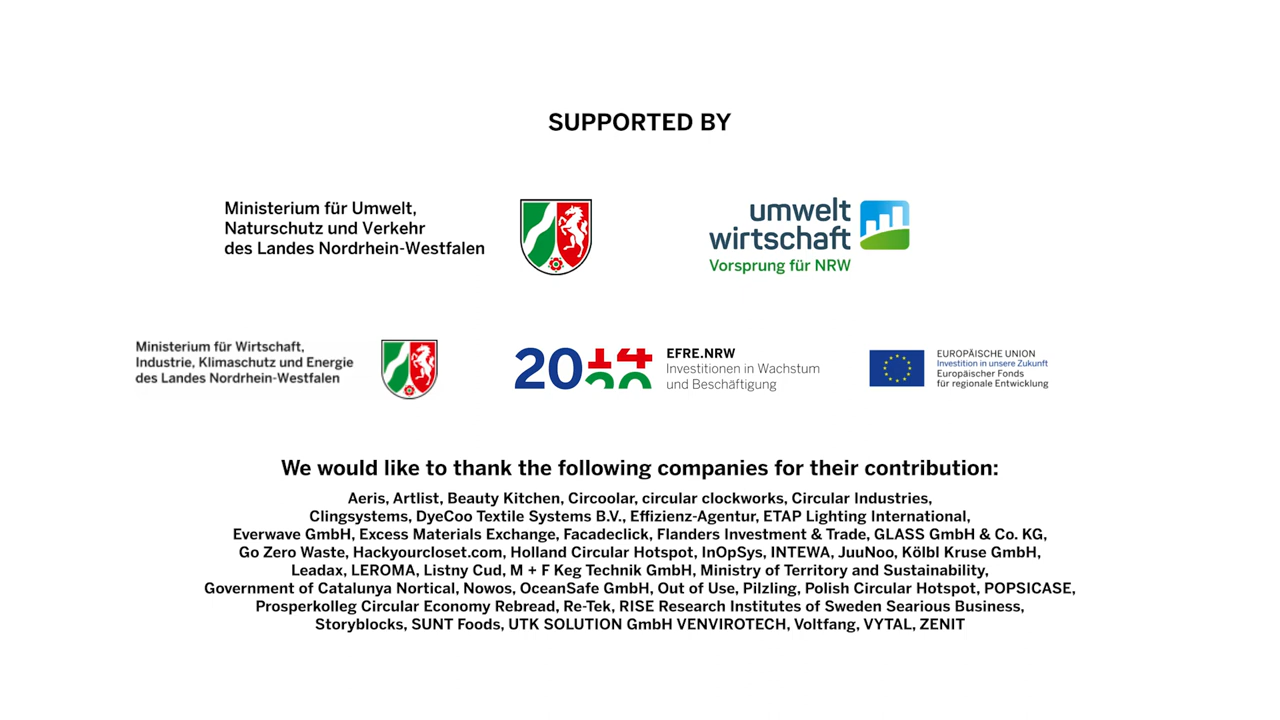 SUPPORTED BY
Ministerium für Umwelt,
Naturschutz und Verkehr
des Landes Nordrhein-Westfalen
umwelt
wirtschaft
Vorsprung für NRW
Ministerium für Wirtschaft,
Industrie, Klimaschutz und Energie
des Landes Nordrhein-Westfalen
2014
20
EFRE.NRW
Investitionen in Wachstum
und Beschäftigung
EUROPÄISCHE UNION
Investition in unsere Zukunft
Europäischer Fonds
für regionale Entwicklung
We would like to thank the following companies for their contribution:
Aeris, Artlist, Beauty Kitchen, Circoolar, circular clockworks, Circular Industries,
Clingsystems, DyeCoo Textile Systems B.V., Effizienz-Agentur, ETAP Lighting International,
Everwave GmbH, Excess Materials Exchange, Facadeclick, Flanders Investment & Trade, GLASS GmbH & Co. KG,
Go Zero Waste, Hackyourcloset.com, Holland Circular Hotspot, InOpSys, INTEWA, JuuNoo, Kölbl Kruse GmbH,
Leadax, LEROMA, Listny Cud, M + F Keg Technik GmbH, Ministry of Territory and Sustainability,
Government of Catalunya Nortical, Nowos, OceanSafe GmbH, Out of Use, Pilzling, Polish Circular Hotspot, POPSICASE,
Prosperkolleg Circular Economy Rebread, Re-Tek, RISE Research Institutes of Sweden Searious Business,
Storyblocks, SUNT Foods, UTK SOLUTION GmbH VENVIROTECH, Voltfang, VYTAL, ZENIT